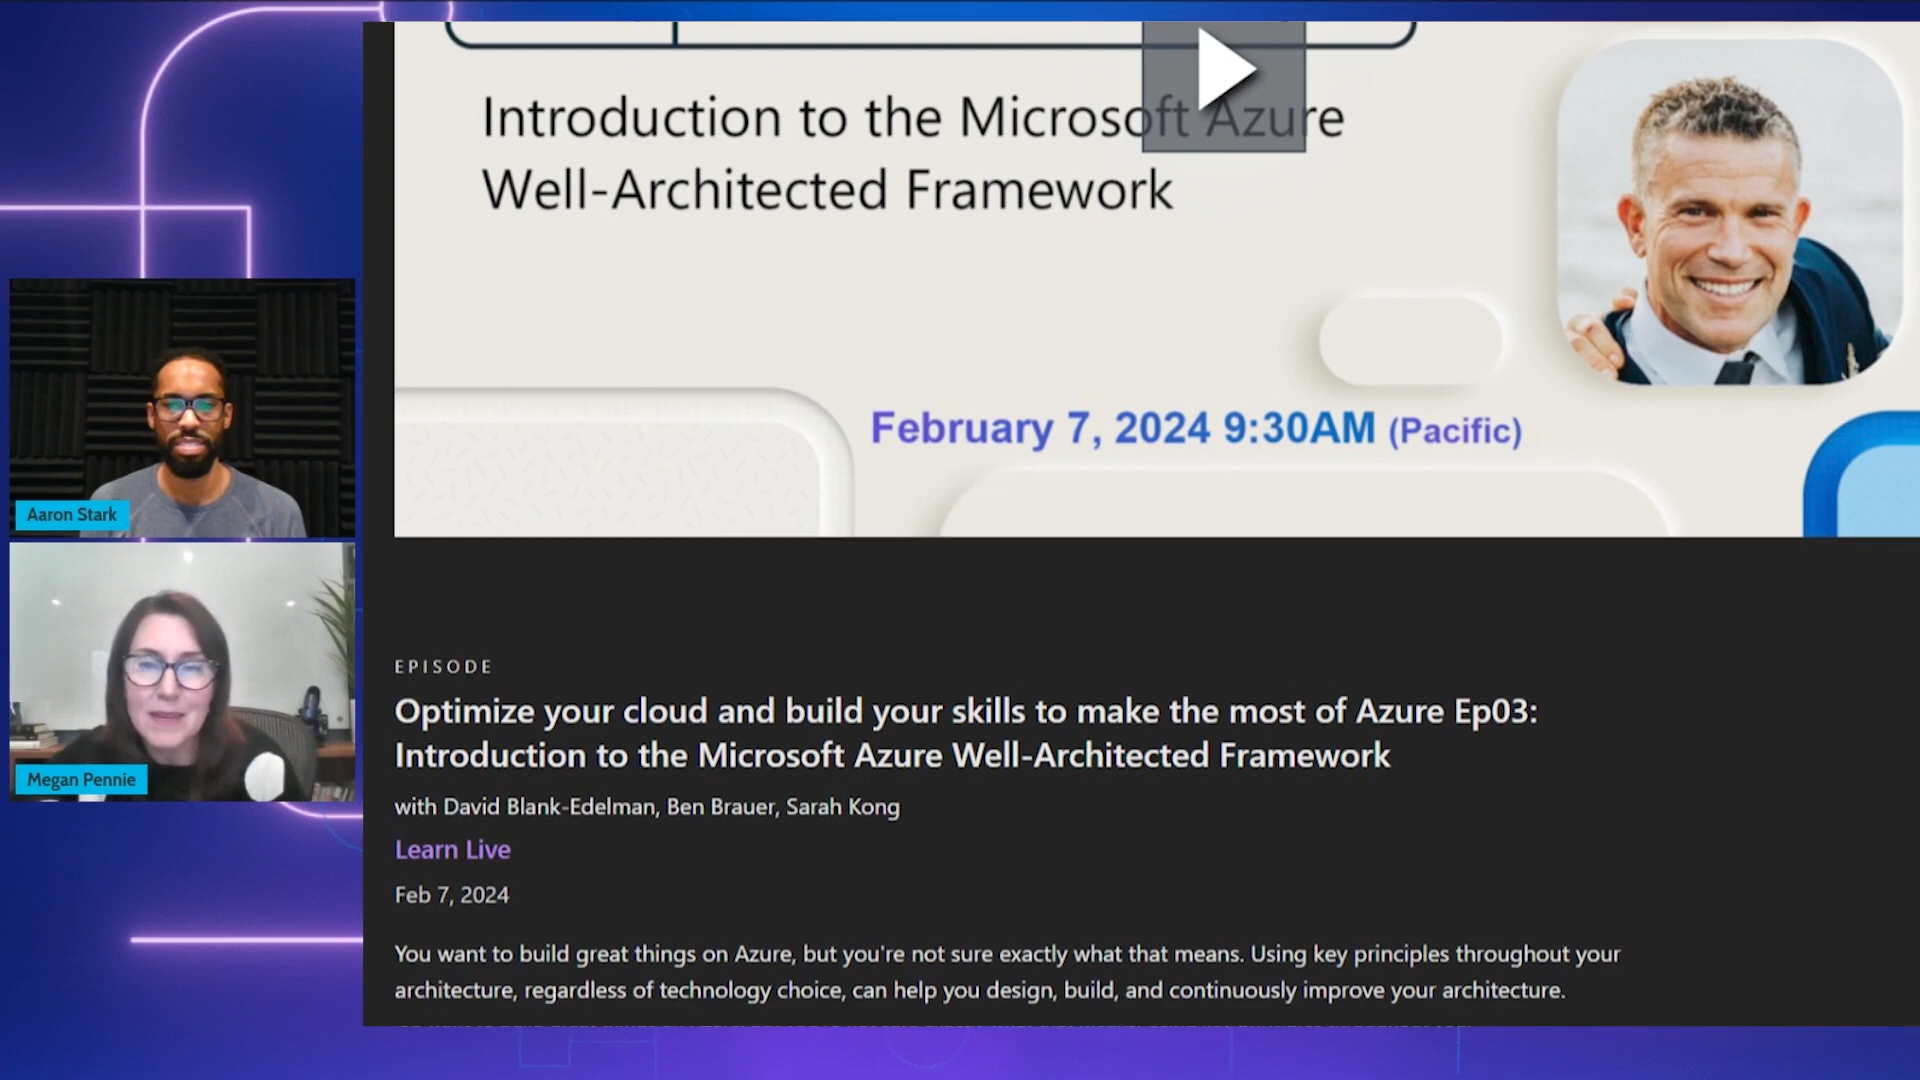 Introduction to the Microsoft Azure
Well-Architected Framework
February 7, 2024 9:30AM (Pacific)
Aaron Stark
Megan Pennie
EPISODE
Optimize your cloud and build your skills to make the most of Azure Ep03:
Introduction to the Microsoft Azure Well-Architected Framework
with David Blank-Edelman, Ben Brauer, Sarah Kong
Learn Live
Feb 7, 2024
You want to build great things on Azure, but you're not sure exactly what that means. Using key principles throughout your
architecture, regardless of technology choice, can help you design, build, and continuously improve your architecture.